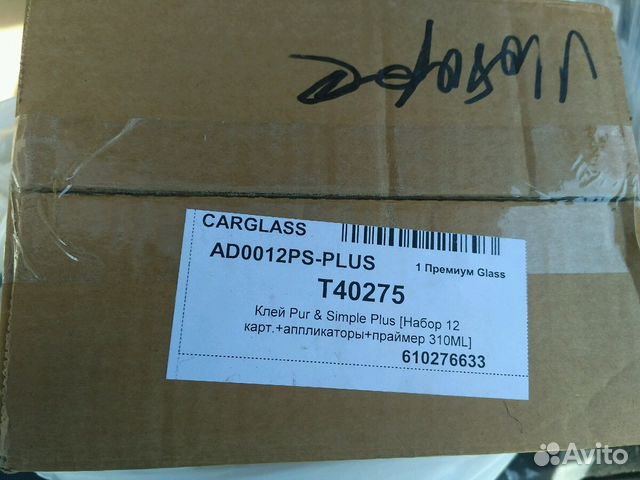 CARGLASS
AD0012PS-PLUS
1 Премиум Glass
T40275
Клей Pur & Simple Plus [Набор 12
карт.+аппликаторы+праймер 310ML]
610276633
Avito